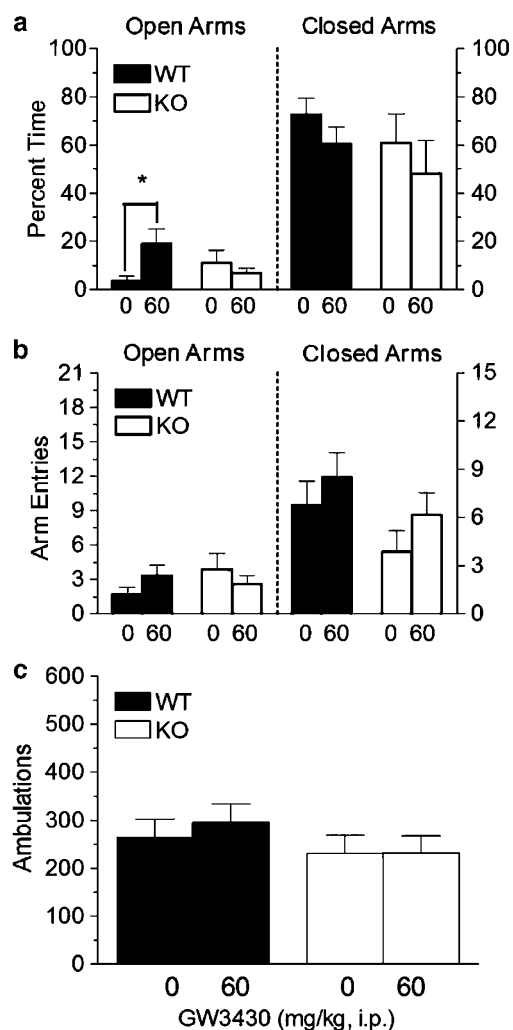 a
Open Arms Closed Arms
100 100
WT
KO
80 80
60 60
40 40
20 20
0 0
*
Percent Time
0 60 0 60 0 60 0 60
b
Open Arms Closed Arms
21 15
WT
KO
18
15 12
12 9
9 6
6
3 3
0 0
Arm Entries
0 60 0 60 0 60 0 60
c
600
WT
KO
500
400
300
200
100
0
Ambulations
0 60 0 60
GW3430 (mg/kg, i.p.)